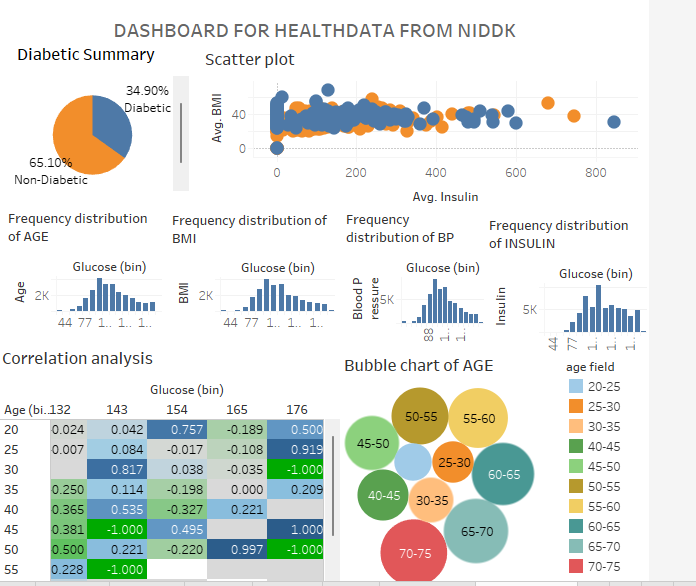 DASHBOARD FOR HEALTHDATA FROM NIDDK
Diabetic Summary
34.90%
Diabetic
65.10%
Non-Diabetic
Scatter plot
Avg. BMI
40
0
0 200 400 600 800
Avg. Insulin
Frequency distribution
of AGE
Glucose (bin)
Age
2K
44 77 1.. 1.. 1..
Frequency distribution of
BMI
Glucose (bin)
BMI
2K
44 77 1.. 1.. 1..
Frequency
distribution of BP
Glucose (bin)
Blood P
ressure
5K
88 1.. 1..
Frequency distribution
of INSULIN
Glucose (bin)
Insulin
5K
44 77 1.. 1.. 1..
Correlation analysis
Glucose (bin)
Age (bi.. 132 143 154 165 176
20 0.024 0.042 0.757 -0.189 0.500
25 0.007 0.084 -0.017 -0.108 0.919
30 0.817 0.038 -0.035 -1.000
35 0.250 0.114 -0.198 0.000 0.209
40 0.365 0.535 -0.327 0.221
45 0.381 -1.000 0.495 1.000
50 0.500 0.221 -0.220 0.997 -1.000
55 0.228 -1.000
Bubble chart of AGE
50-55
55-60
45-50
25-30
60-65
40-45
30-35
65-70
70-75
age field
20-25
25-30
30-35
40-45
45-50
50-55
55-60
60-65
65-70
70-75